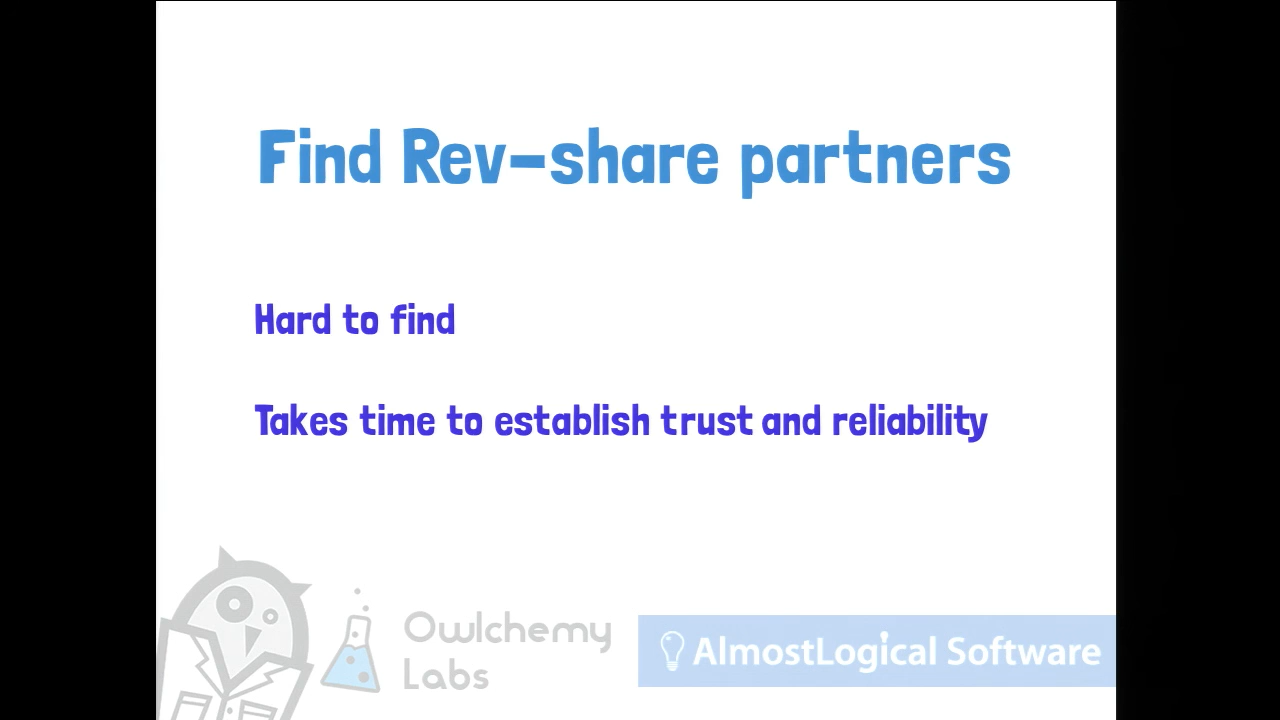 Find Rev-share partners
Hard to find
Takes time to establish trust and reliability
Owlchemy
Labs
AlmostLogical Software